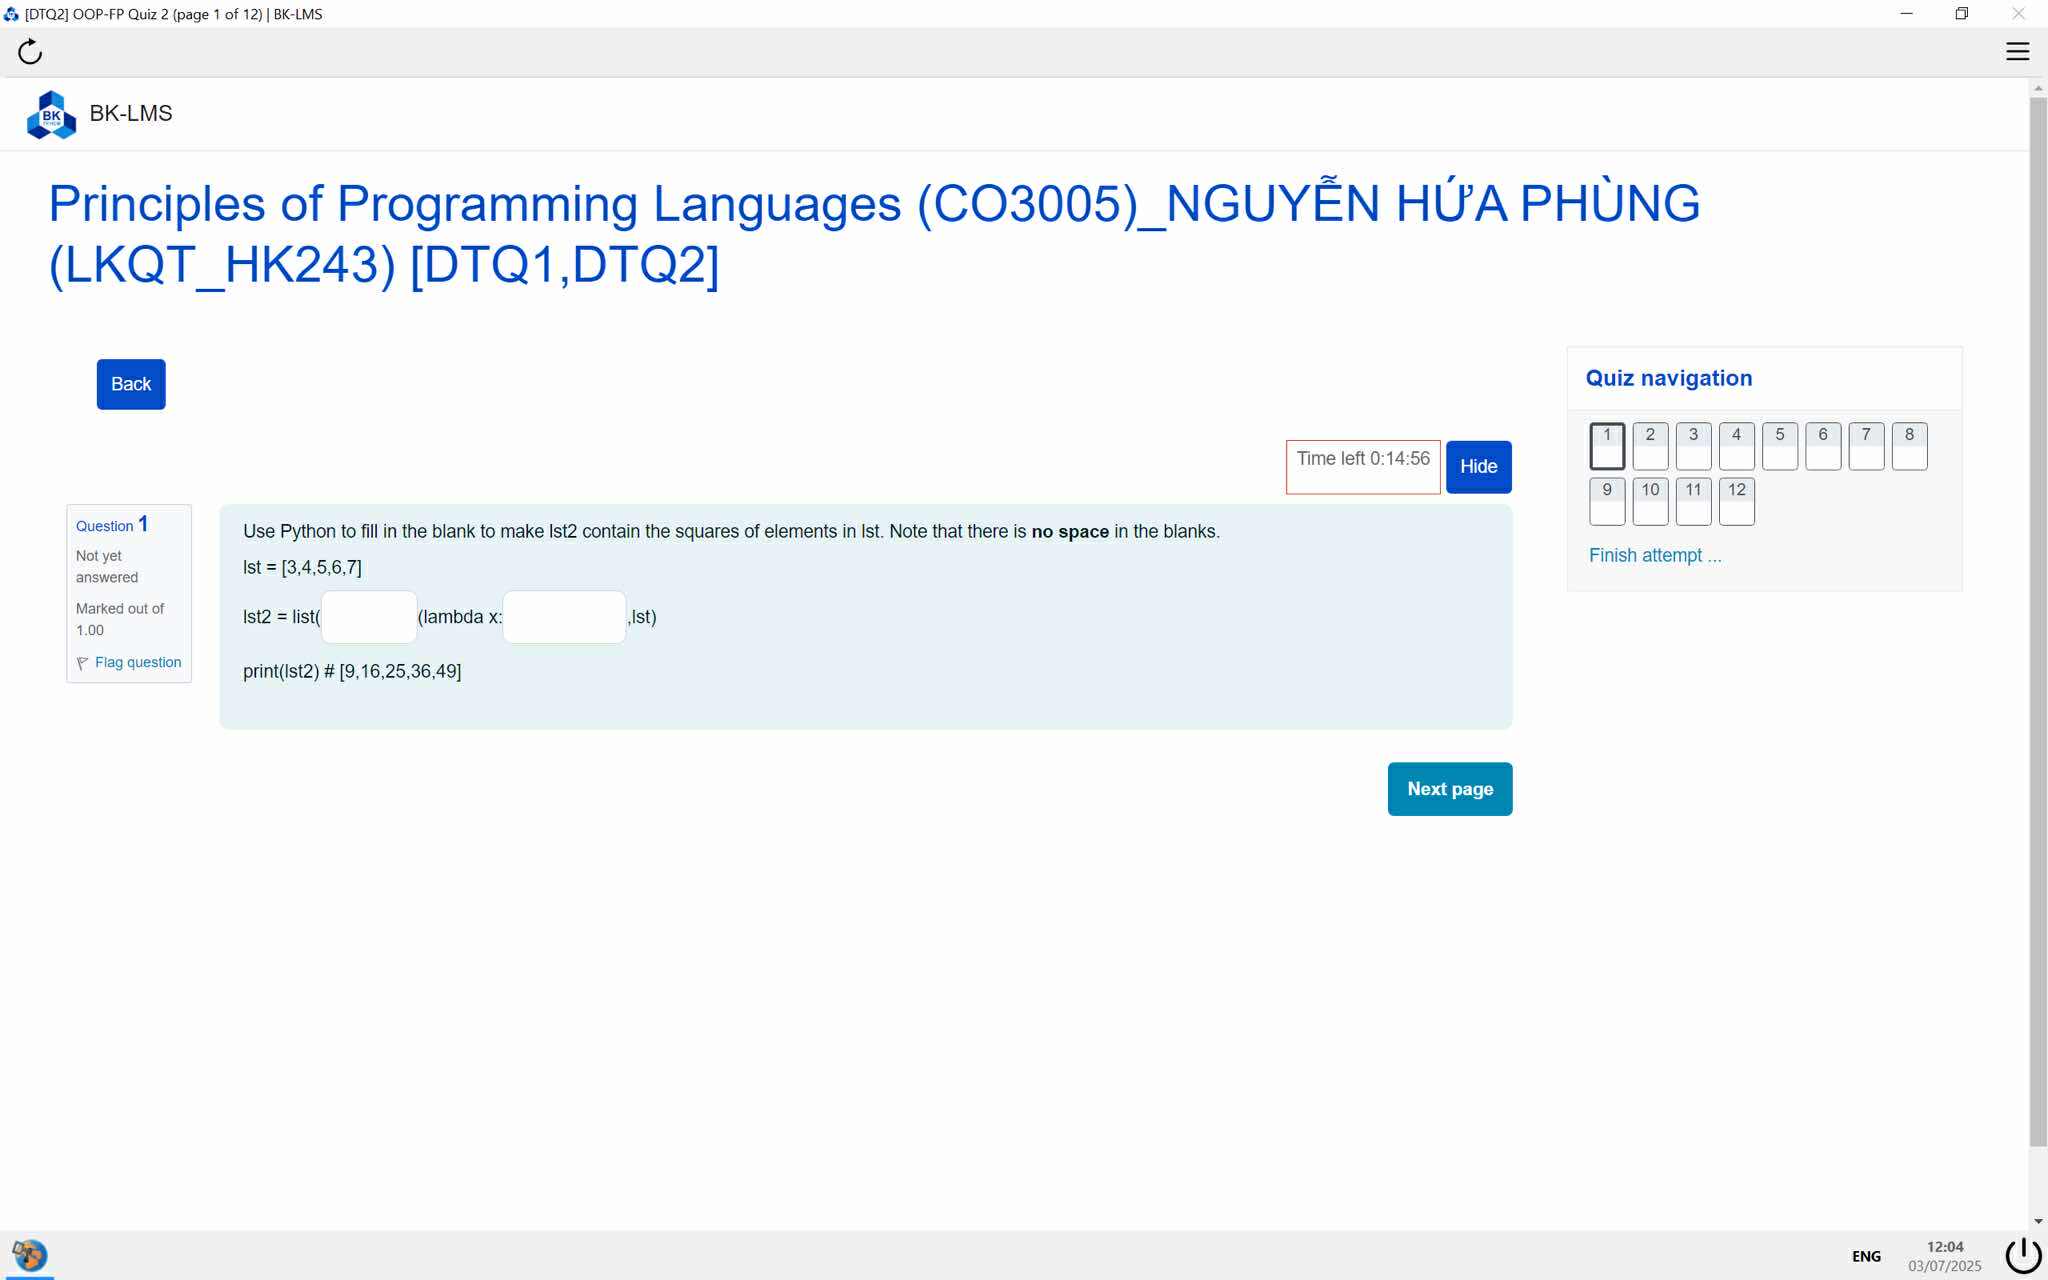 [DTQ2] OOP-FP Quiz 2 (page 1 of 12) | BK-LMS
BK
BK-LMS
Principles of Programming Languages (CO3005)_NGUYỄN HỨA PHÙNG
(LKQT_HK243) [DTQ1,DTQ2]
Back
Quiz navigation
1 2 3 4 5 6 7 8
9 10 11 12
Finish attempt ...
Time left 0:14:56
Hide
Question 1
Not yet
answered
Marked out of
1.00
Flag question
Use Python to fill in the blank to make lst2 contain the squares of elements in lst. Note that there is no space in the blanks.
lst = [3,4,5,6,7]
lst2 = list( (lambda x: ,lst)
print(lst2) # [9,16,25,36,49]
Next page
ENG
12:04
03/07/2025